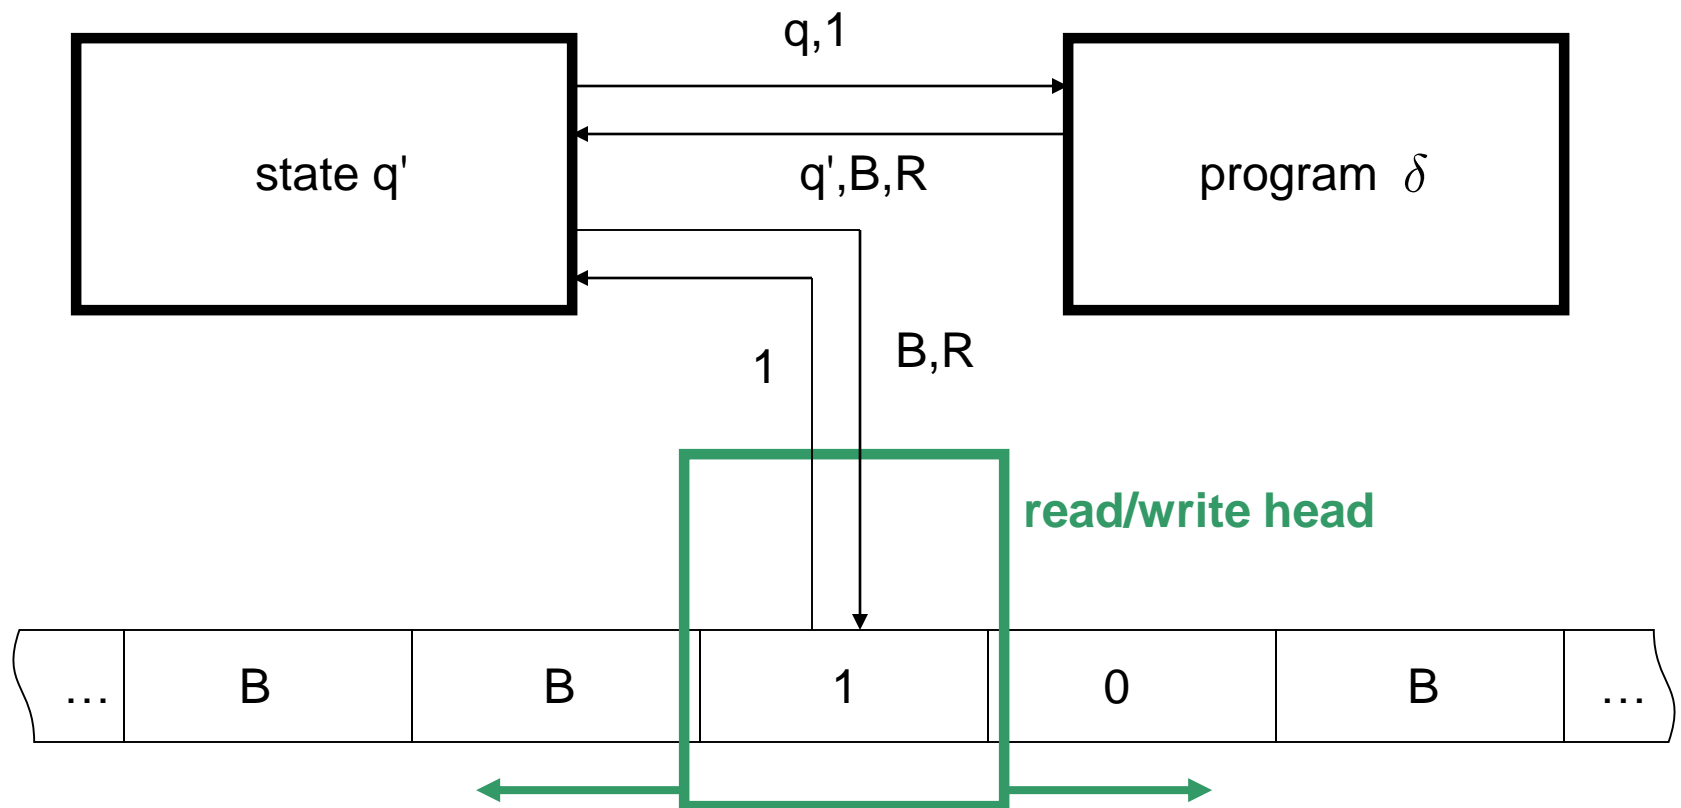 q,1
state q'
q',B,R
program δ
1
B,R
read/write head
… B B 1 0 B …